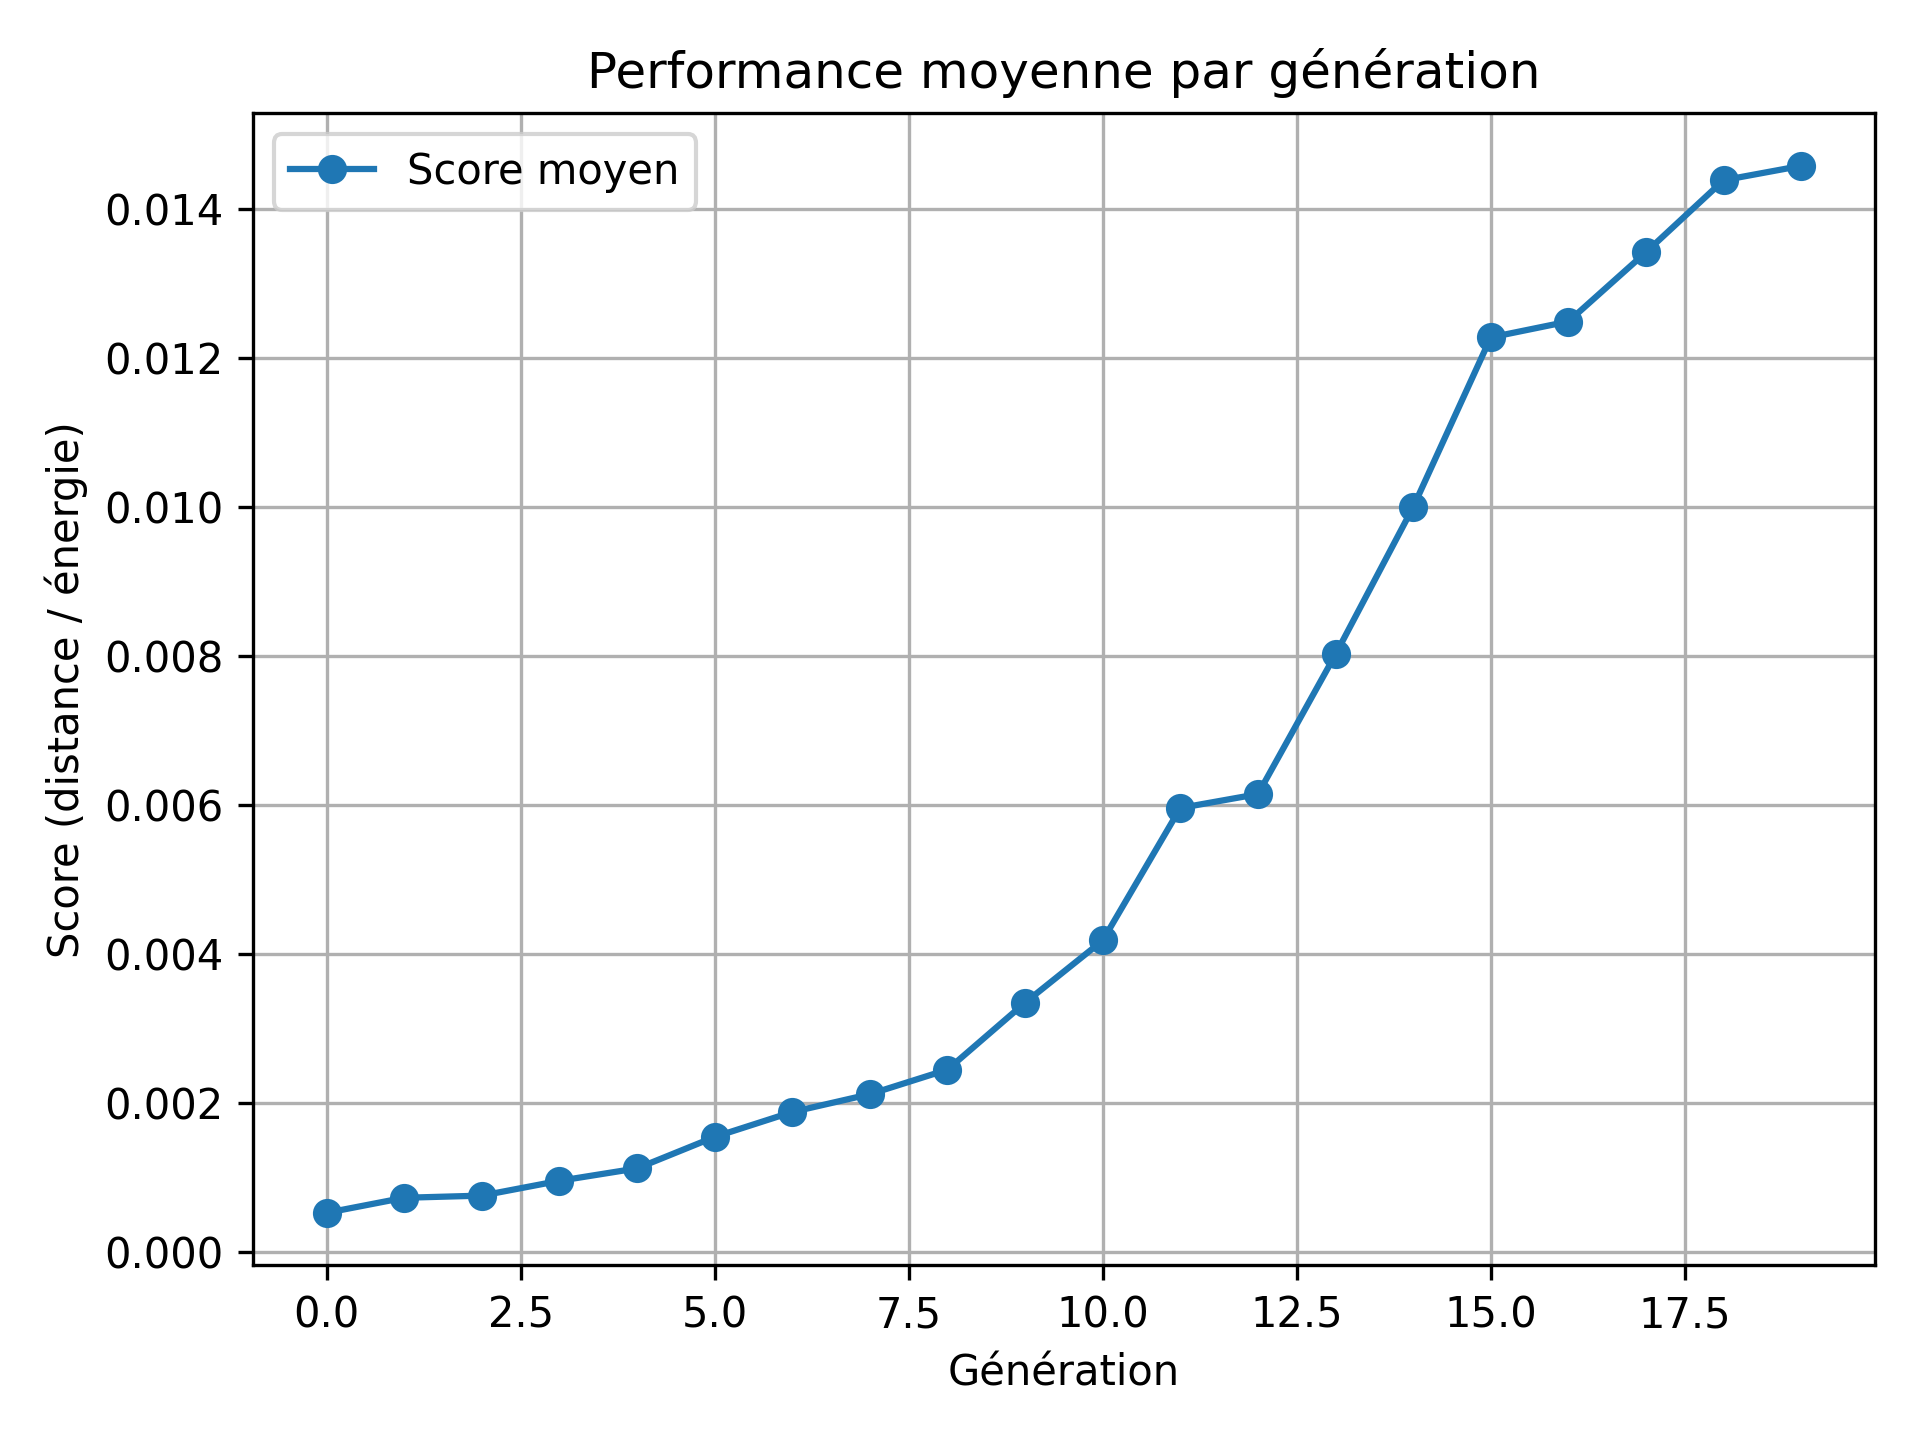 Performance moyenne par génération
Score moyen
Score (distance / énergie)
0.014
0.012
0.010
0.008
0.006
0.004
0.002
0.000
0.0 2.5 5.0 7.5 10.0 12.5 15.0 17.5
Génération